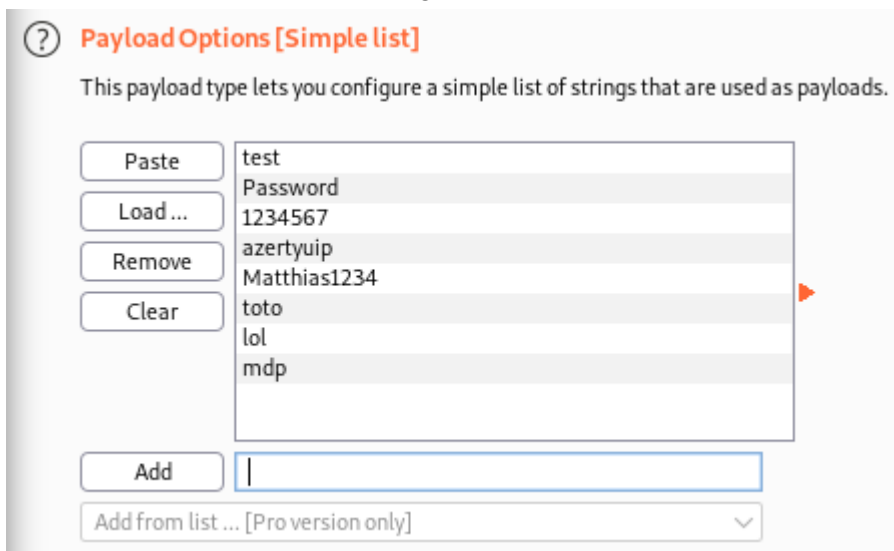 ? Payload Options [Simple list]
This payload type lets you configure a simple list of strings that are used as payloads.
Paste
Load ...
Remove
Clear
test
Password
1234567
azertyuip
Matthias1234
toto
lol
mdp
Add
Add from list ... [Pro version only]